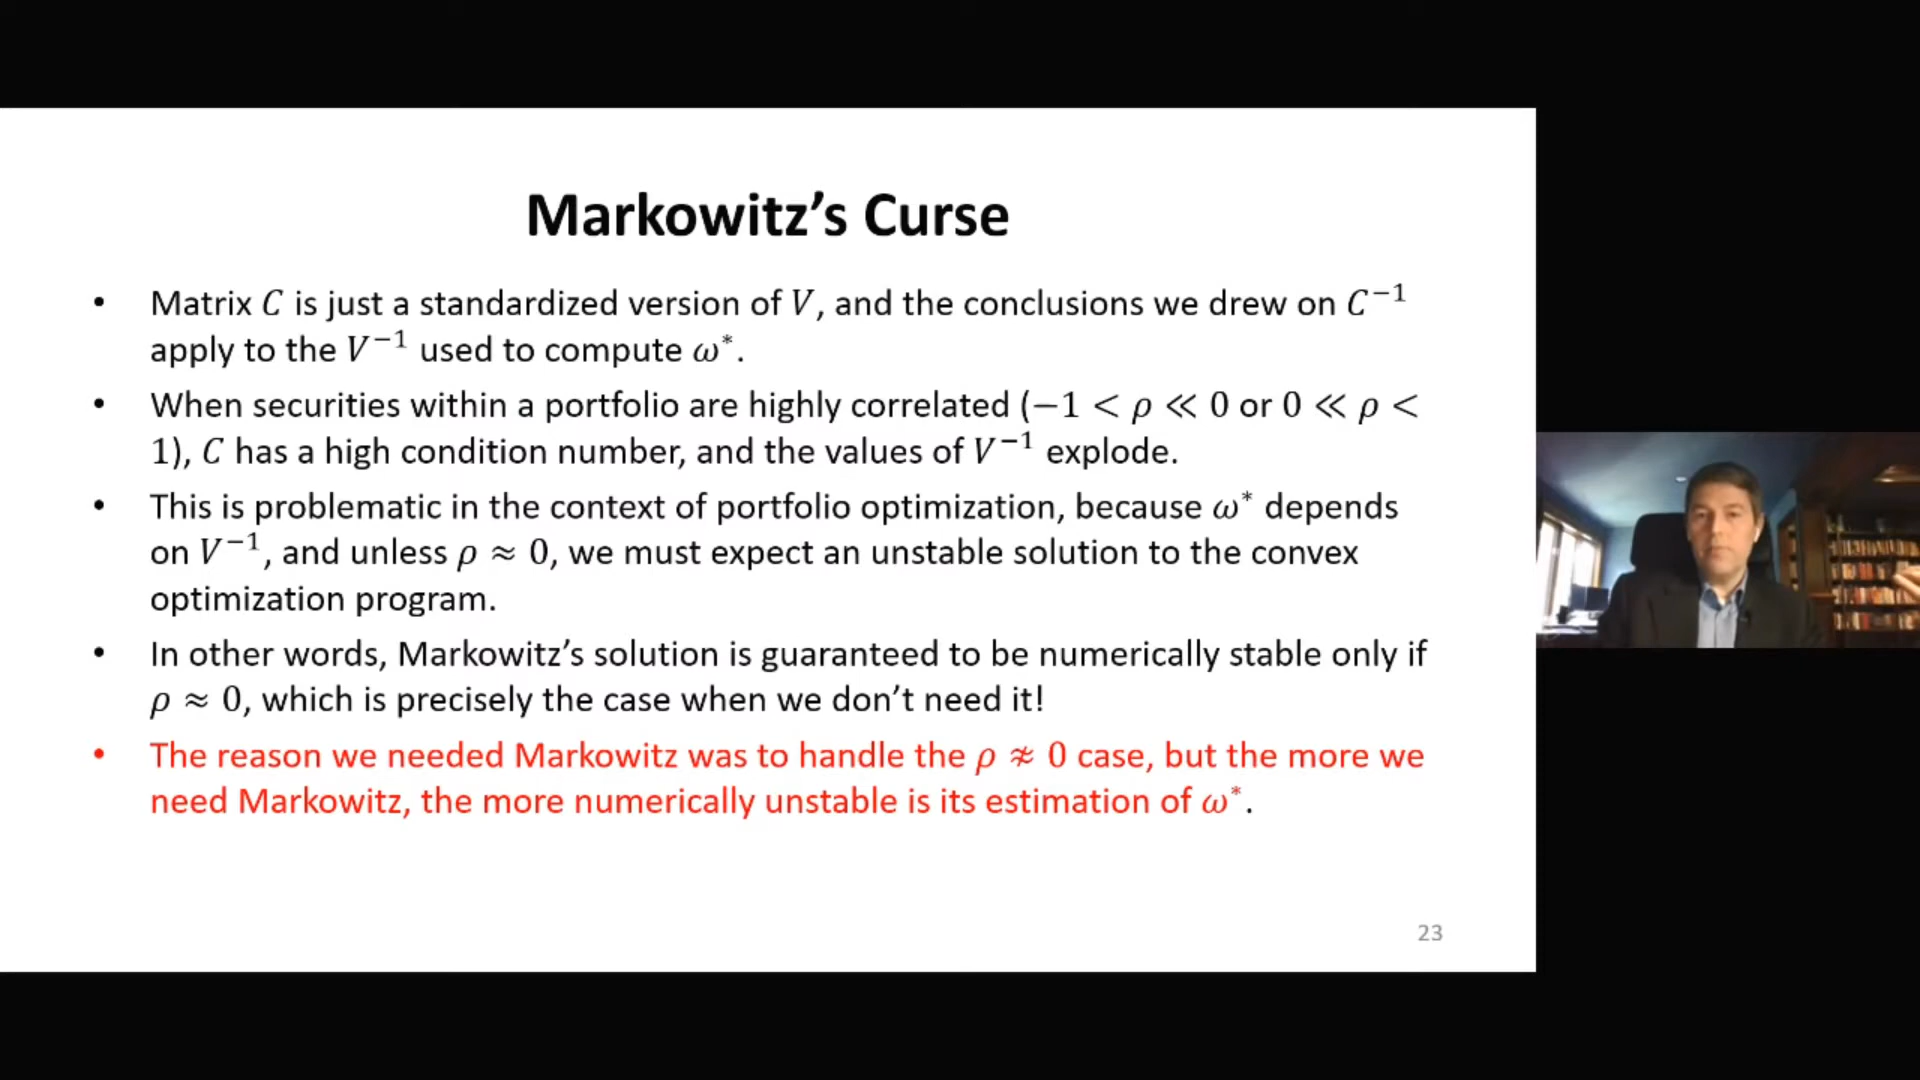 Markowitz’s Curse
• Matrix C is just a standardized version of V, and the conclusions we drew on C⁻¹
apply to the V⁻¹ used to compute ω*.
• When securities within a portfolio are highly correlated (−1 < ρ ≪ 0 or 0 ≪ ρ <
1), C has a high condition number, and the values of V⁻¹ explode.
• This is problematic in the context of portfolio optimization, because ω* depends
on V⁻¹, and unless ρ ≈ 0, we must expect an unstable solution to the convex
optimization program.
• In other words, Markowitz’s solution is guaranteed to be numerically stable only if
ρ ≈ 0, which is precisely the case when we don’t need it!
• The reason we needed Markowitz was to handle the ρ ≉ 0 case, but the more we
need Markowitz, the more numerically unstable is its estimation of ω*.
23